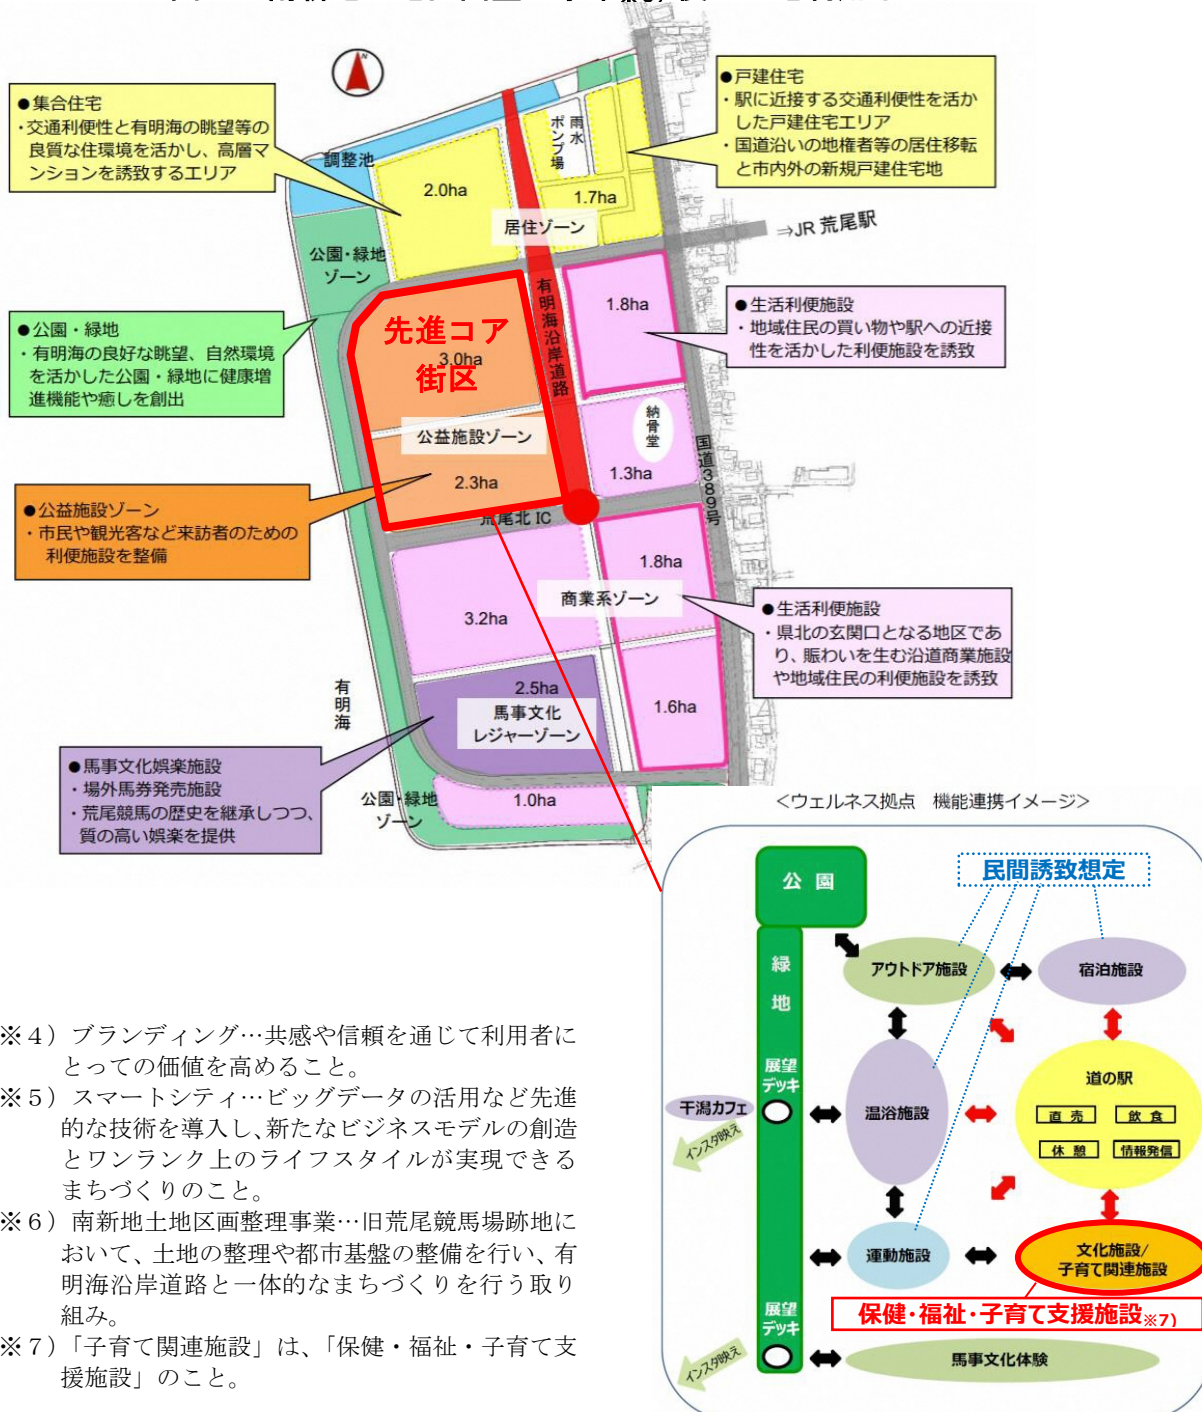 ●集合住宅
・交通利便性と有明海の眺望等の
良質な住環境を活かし、高層マ
ンションを誘致するエリア
●戸建住宅
・駅に近接する交通利便性を活か
した戸建住宅エリア
・国道沿いの地権者等の居住移転
と市内外の新規戸建住宅地
N
調整池
雨水
ポンプ場
2.0ha
1.7ha
居住ゾーン
⇒JR 荒尾駅
公園・緑地
ゾーン
●公園・緑地
・有明海の良好な眺望、自然環境
を活かした公園・緑地に健康増
進機能や癒しを創出
先進コア
街区
3.0ha
有明海沿岸道路
1.8ha
●生活利便施設
・地域住民の買い物や駅への近接
性を活かした利便施設を誘致
公益施設ゾーン
2.3ha
納骨堂
1.3ha
国道389号
●公益施設ゾーン
・市民や観光客など来訪者のための
利便施設を整備
荒尾北 IC
1.8ha
商業系ゾーン
3.2ha
●生活利便施設
・県北の玄関口となる地区であ
り、賑わいを生む沿道商業施設
や地域住民の利便施設を誘致
有明海
2.5ha
馬事文化
レジャーゾーン
1.6ha
●馬事文化娯楽施設
・場外馬券発売施設
・荒尾競馬の歴史を継承しつつ、
質の高い娯楽を提供
公園・緑地
ゾーン
1.0ha
<ウェルネス拠点 機能連携イメージ>
公 園
民間誘致想定
緑地
アウトドア施設
宿泊施設
展望
デッキ
干潟カフェ
インスタ映え
温浴施設
道の駅
直 売
飲 食
休 憩
情報発信
運動施設
文化施設/
子育て関連施設
保健・福祉・子育て支援施設※7)
展望
デッキ
インスタ映え
馬事文化体験
※4）ブランディング…共感や信頼を通じて利用者に
とっての価値を高めること。
※5）スマートシティ…ビッグデータの活用など先進
的な技術を導入し、新たなビジネスモデルの創造
とワンランク上のライフスタイルが実現できる
まちづくりのこと。
※6）南新地土地区画整理事業…旧荒尾競馬場跡地に
おいて、土地の整理や都市基盤の整備を行い、有
明海沿岸道路と一体的なまちづくりを行う取り
組み。
※7）「子育て関連施設」は、「保健・福祉・子育て支
援施設」のこと。